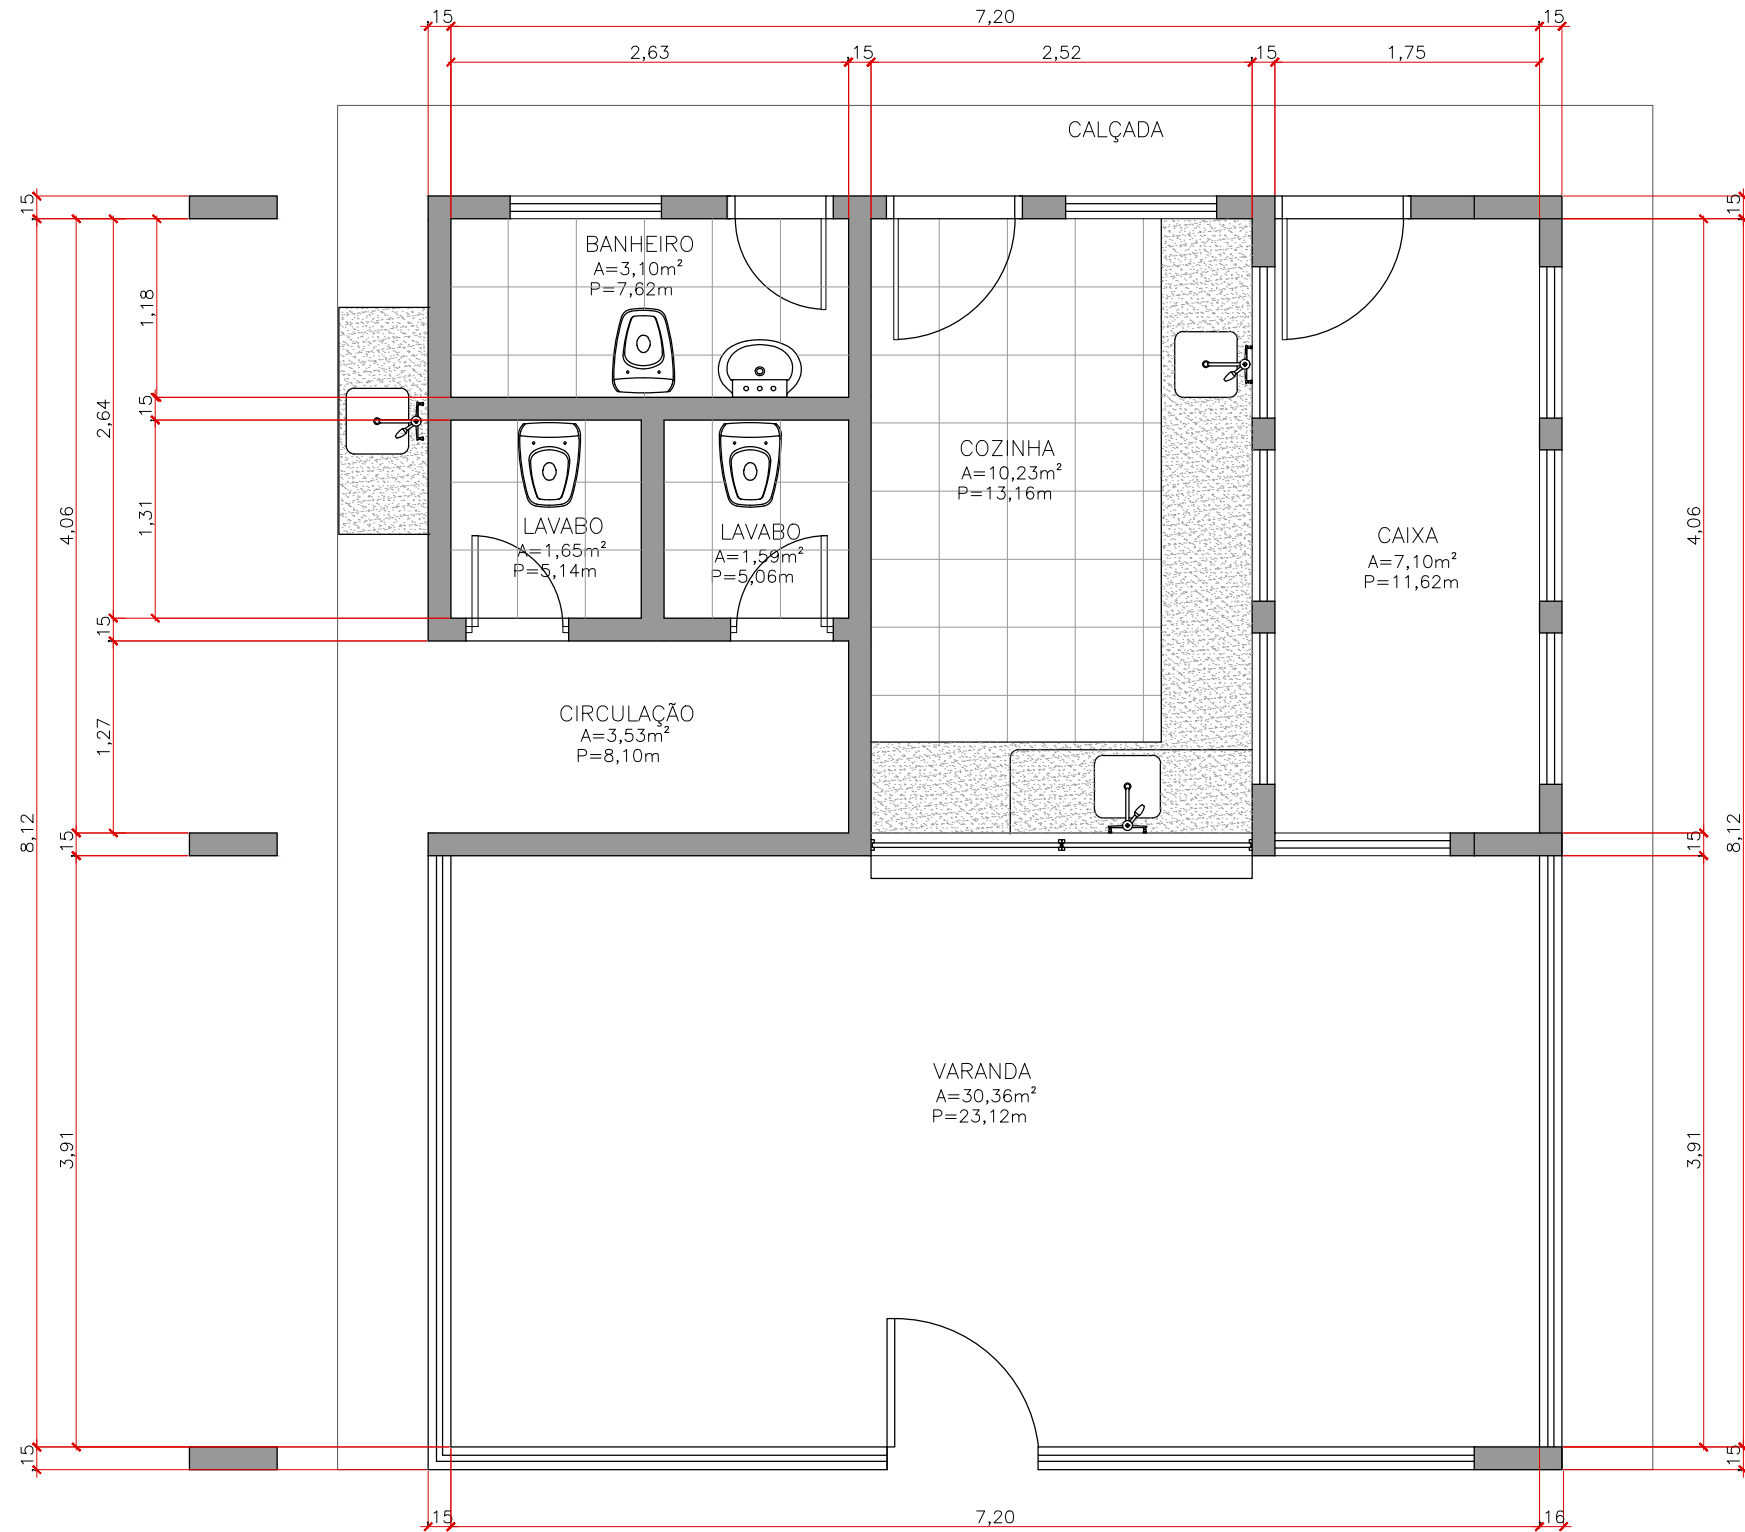 15 7,20 15
2,63 15 2,52 15 1,75
CALÇADA
15
15
BANHEIRO
A=3,10m²
P=7,62m
1,18
15
2,64
1,31
4,06
15
1,27
8,12
15
3,91
15
LAVABO
A=1,65m²
P=5,14m
LAVABO
A=1,59m²
P=5,06m
COZINHA
A=10,23m²
P=13,16m
CAIXA
A=7,10m²
P=11,62m
CIRCULAÇÃO
A=3,53m²
P=8,10m
4,06
15
8,12
3,91
15
VARANDA
A=30,36m²
P=23,12m
15 7,20 16